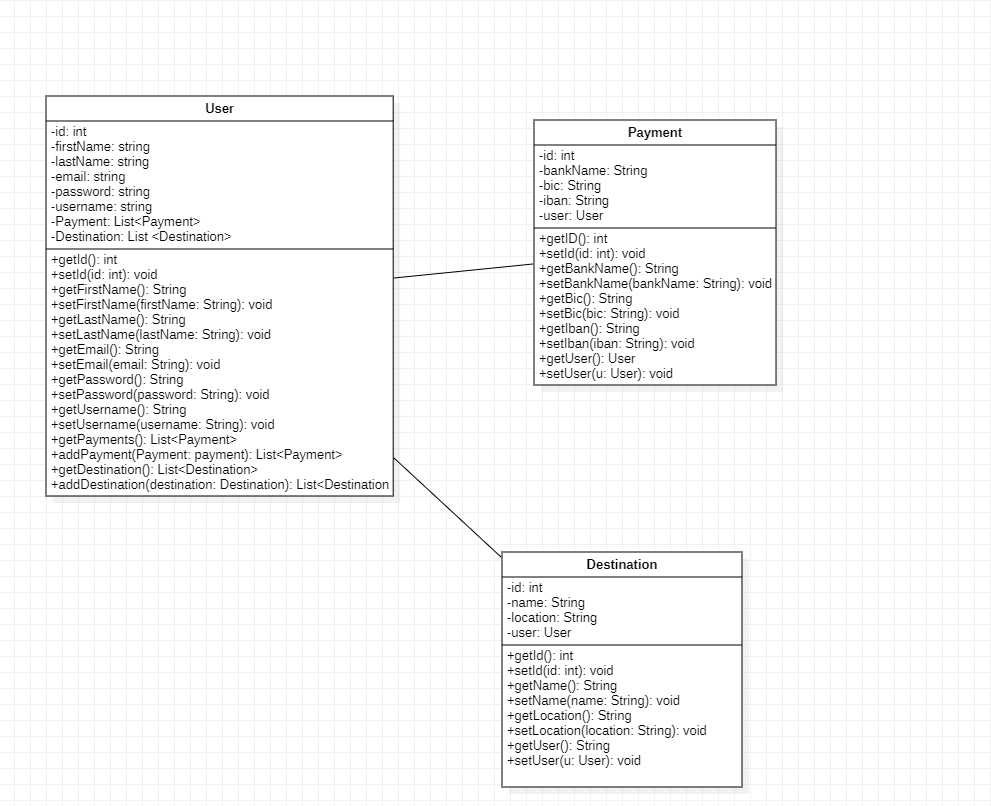 User
-id: int
-firstName: string
-lastName: string
-email: string
-password: string
-username: string
-Payment: List<Payment>
-Destination: List <Destination>
+getId(): int
+setId(id: int): void
+getFirstName(): String
+setFirstName(firstName: String): void
+getLastName(): String
+setLastName(lastName: String): void
+getEmail(): String
+setEmail(email: String): void
+getPassword(): String
+setPassword(password: String): void
+getUsername(): String
+setUsername(username: String): void
+getPayments(): List<Payment>
+addPayment(Payment: payment): List<Payment>
+getDestination(): List<Destination>
+addDestination(destination: Destination): List<Destination
Payment
-id: int
-bankName: String
-bic: String
-iban: String
-user: User
+getID(): int
+setId(id: int): void
+getBankName(): String
+setBankName(bankName: String): void
+getBic(): String
+setBic(bic: String): void
+getIban(): String
+setIban(iban: String): void
+getUser(): User
+setUser(u: User): void
Destination
-id: int
-name: String
-location: String
-user: User
+getId(): int
+setId(id: int): void
+getName(): String
+setName(name: String): void
+getLocation(): String
+setLocation(location: String): void
+getUser(): String
+setUser(u: User): void